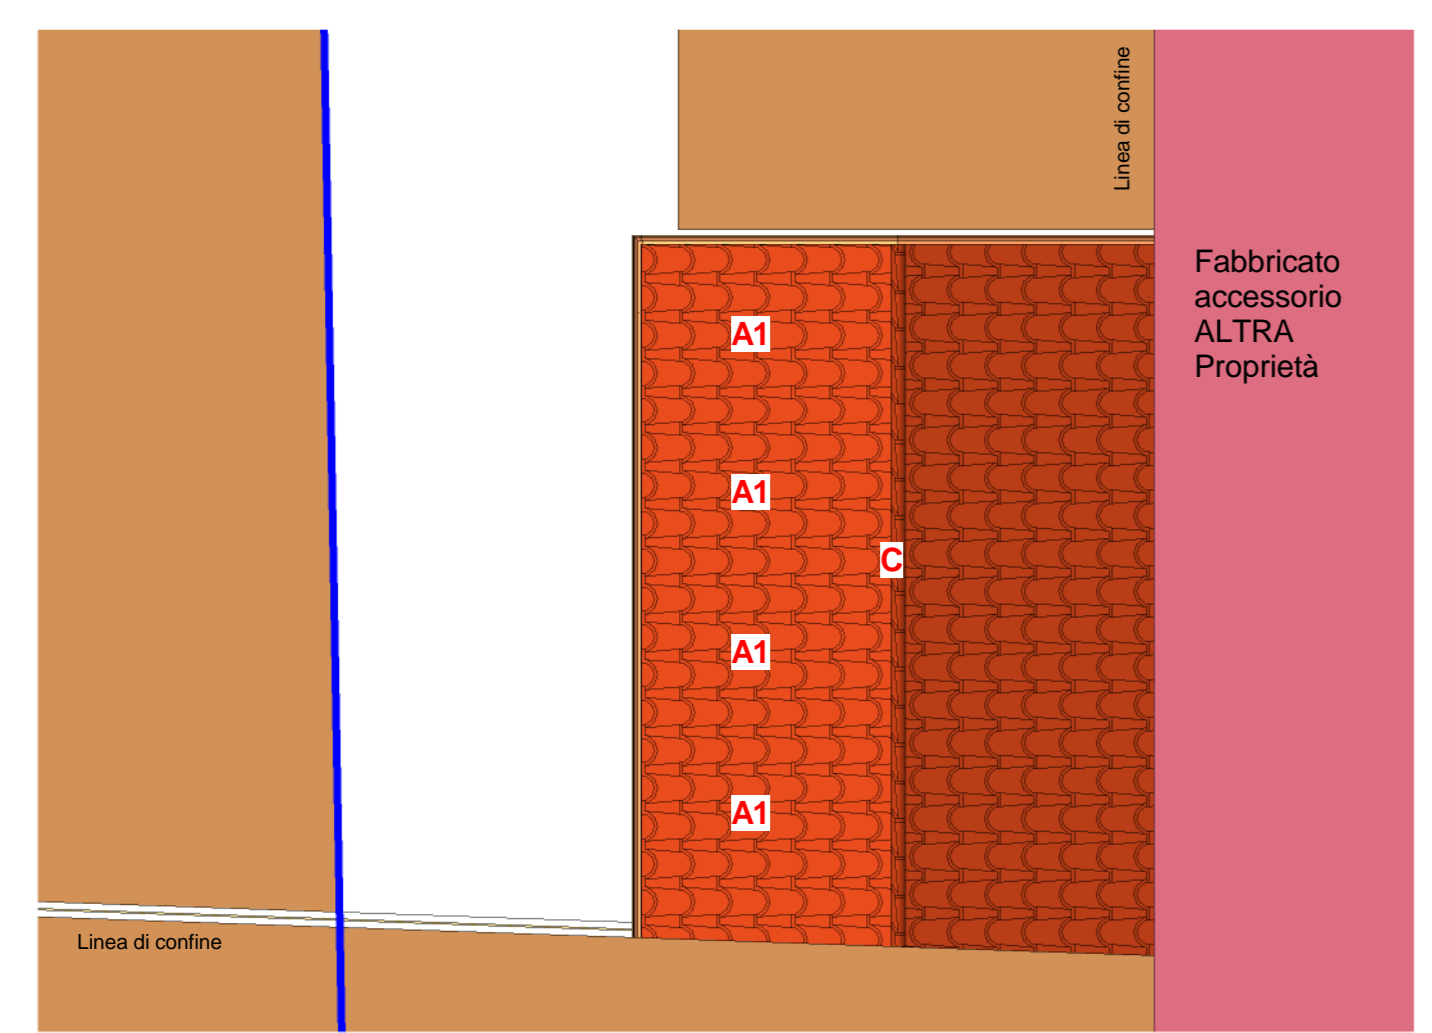 Linea di confine
Fabbricato
accessorio
ALTRA
Proprietà
A1
A1
C
A1
A1
Linea di confine